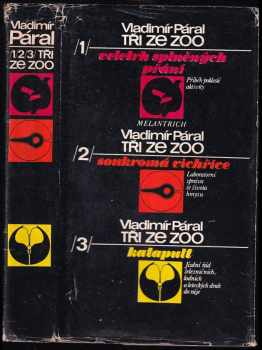 Vladimír
Páral
/1/2/3/ TŘI
ze ZOO
Vladimír Páral
/1/ TŘI ze ZOO
veletrh splněných
přání
Příběh pokleslé
aktivity
MELANTRICH
Vladimír Páral
/2/ TŘI ze ZOO
soukromá vichřice
Laboratorní
zpráva
ze života
hmyzu
Vladimír Páral
/3/ TŘI ze ZOO
katapult
Jízdní řád
železničních,
lodních
a leteckých drah
do ráje